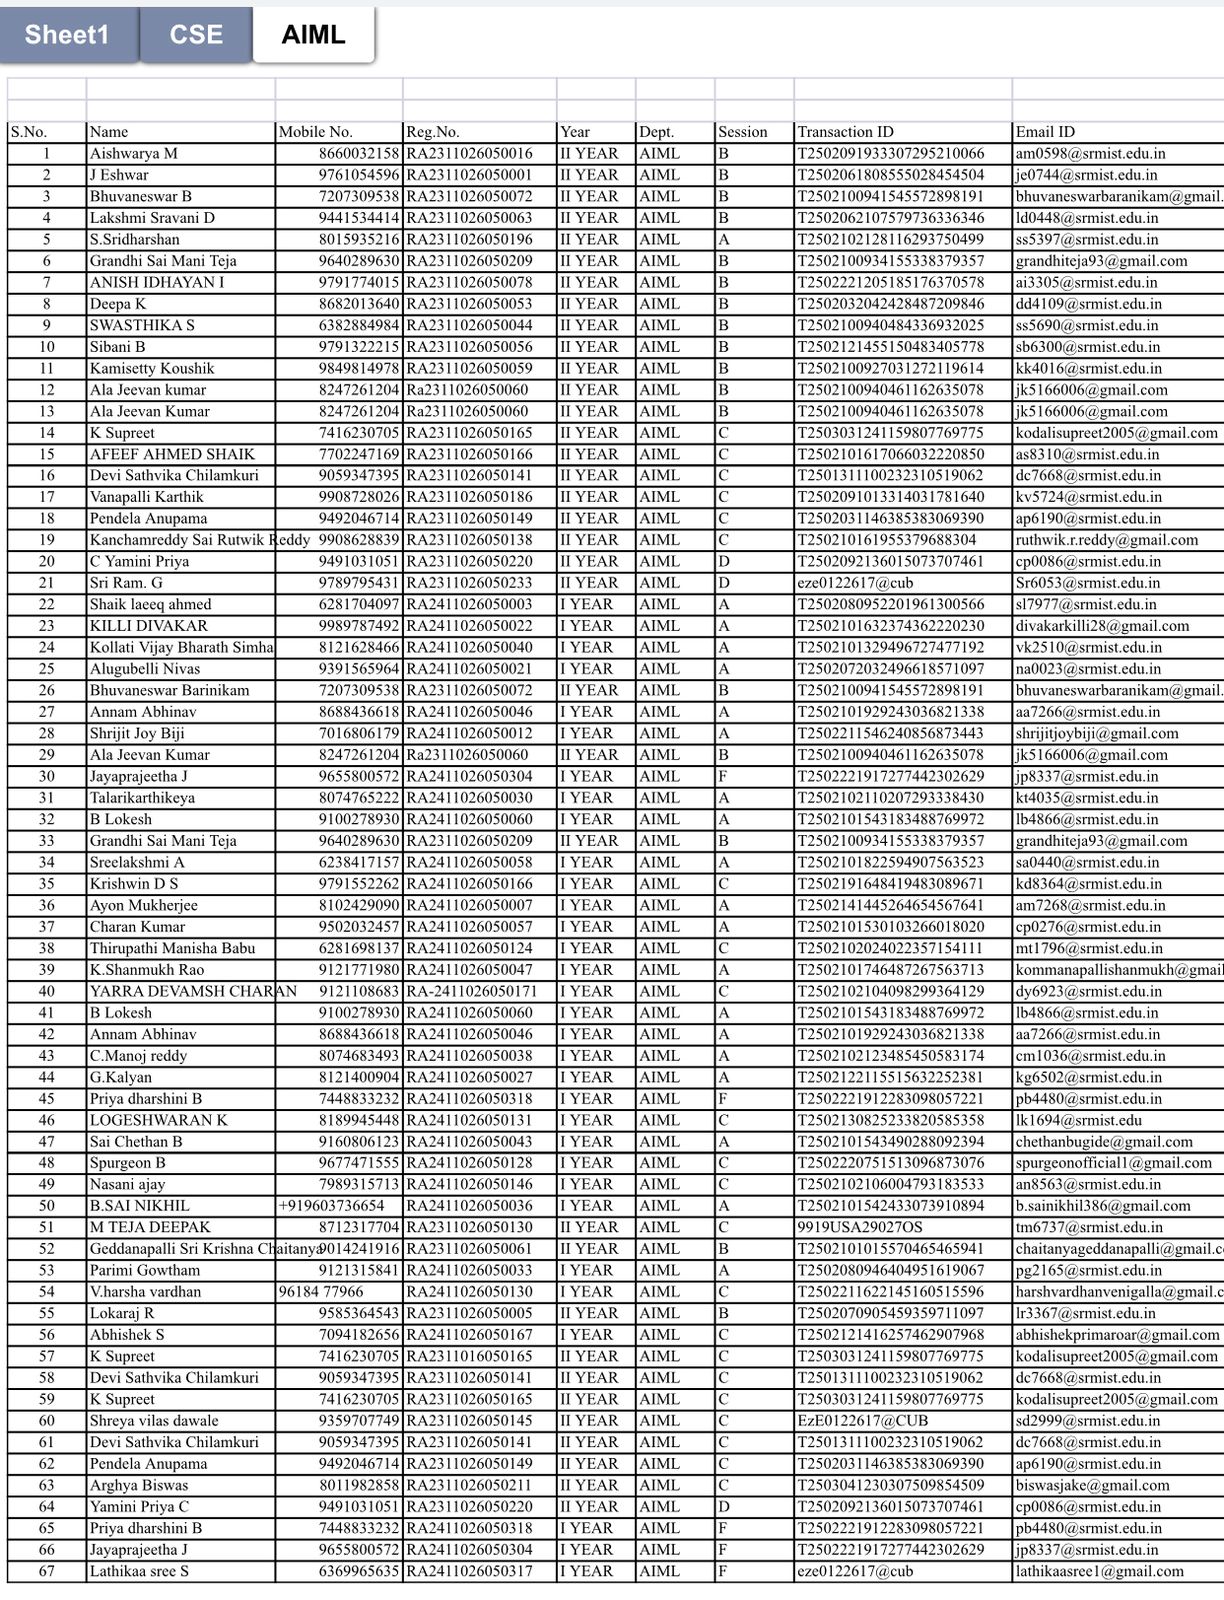 Sheet1 CSE AIML
S.No. Name Mobile No. Reg.No. Year Dept. Session Transaction ID Email ID
1 Aishwarya M 8660032158 RA2311026050016 II YEAR AIML B T2502091933307295210066 am0598@srmist.edu.in
2 J Eshwar 9761054596 RA2311026050001 II YEAR AIML B T2502061808555028454504 je0744@srmist.edu.in
3 Bhuvaneswar B 7207309538 RA2311026050072 II YEAR AIML B T2502100941545572898191 bhuvaneswarbaranikam@gmail.
4 Lakshmi Sravani D 9441534414 RA2311026050063 II YEAR AIML B T2502062107579736336346 ld0448@srmist.edu.in
5 S.Sridharshan 8015935216 RA2311026050196 II YEAR AIML A T2502102128116293750499 ss5397@srmist.edu.in
6 Grandhi Sai Mani Teja 9640289630 RA2311026050209 II YEAR AIML B T2502100934155338379357 grandhiteja93@gmail.com
7 ANISH IDHAYAN I 9791774015 RA2311026050078 II YEAR AIML B T2502221205185176370578 ai3305@srmist.edu.in
8 Deepa K 8682013640 RA2311026050053 II YEAR AIML B T2502032042428487209846 dd4109@srmist.edu.in
9 SWASTHIKA S 6382884984 RA2311026050044 II YEAR AIML B T2502100940484336932025 ss5690@srmist.edu.in
10 Sibani B 9791322215 RA2311026050056 II YEAR AIML B T2502121455150483405778 sb6300@srmist.edu.in
11 Kamisetty Koushik 9849814978 RA2311026050059 II YEAR AIML B T2502100927031272119614 kk4016@srmist.edu.in
12 Ala Jeevan kumar 8247261204 Ra2311026050060 II YEAR AIML B T2502100940461162635078 jk5166006@gmail.com
13 Ala Jeevan Kumar 8247261204 Ra2311026050060 II YEAR AIML B T2502100940461162635078 jk5166006@gmail.com
14 K Supreet 7416230705 RA2311026050165 II YEAR AIML C T2503031241159807769775 kodalisupreet2005@gmail.com
15 AFEEF AHMED SHAIK 7702247169 RA2311026050166 II YEAR AIML C T2502101617066032220850 as8310@srmist.edu.in
16 Devi Sathvika Chilamkuri 9059347395 RA2311026050141 II YEAR AIML C T2501311100232310519062 dc7668@srmist.edu.in
17 Vanapalli Karthik 9908728026 RA2311026050186 II YEAR AIML C T2502091013314031781640 kv5724@srmist.edu.in
18 Pendela Anupama 9492046714 RA2311026050149 II YEAR AIML C T2502031146385383069390 ap6190@srmist.edu.in
19 Kanchamreddy Sai Rutwik Reddy 9908628839 RA2311026050138 II YEAR AIML C T250210161955379688304 ruthwik.r.reddy@gmail.com
20 C Yamini Priya 9491031051 RA2311026050220 II YEAR AIML D T2502092136015073707461 cp0086@srmist.edu.in
21 Sri Ram. G 9789795431 RA2311026050233 II YEAR AIML D eze0122617@cub Sr6053@srmist.edu.in
22 Shaik laeeq ahmed 6281704097 RA2411026050003 I YEAR AIML A T2502080952201961300566 sl7977@srmist.edu.in
23 KILLI DIVAKAR 9989787492 RA2411026050022 I YEAR AIML A T2502101632374362220230 divakarkilli28@gmail.com
24 Kollati Vijay Bharath Simha 8121628466 RA2411026050040 I YEAR AIML A T2502101329496727477192 vk2510@srmist.edu.in
25 Alugubelli Nivas 9391565964 RA2411026050021 I YEAR AIML A T2502072032496618571097 na0023@srmist.edu.in
26 Bhuvaneswar Barinikam 7207309538 RA2311026050072 II YEAR AIML B T2502100941545572898191 bhuvaneswarbaranikam@gmail.
27 Annam Abhinav 8688436618 RA2411026050046 I YEAR AIML A T2502101929243036821338 aa7266@srmist.edu.in
28 Shrijit Joy Biji 7016806179 RA2411026050012 I YEAR AIML A T2502211546240856873443 shrijitjoybiji@gmail.com
29 Ala Jeevan Kumar 8247261204 Ra2311026050060 II YEAR AIML B T2502100940461162635078 jk5166006@gmail.com
30 Jayaprajeetha J 9655800572 RA2411026050304 I YEAR AIML F T2502221917277442302629 jp8337@srmist.edu.in
31 Talarikarthikeya 8074765222 RA2411026050030 I YEAR AIML A T2502102110207293338430 kt4035@srmist.edu.in
32 B Lokesh 9100278930 RA2411026050060 I YEAR AIML A T2502101543183488769972 lb4866@srmist.edu.in
33 Grandhi Sai Mani Teja 9640289630 RA2311026050209 II YEAR AIML B T2502100934155338379357 grandhiteja93@gmail.com
34 Sreelakshmi A 6238417157 RA2411026050058 I YEAR AIML A T2502101822594907563523 sa0440@srmist.edu.in
35 Krishwin D S 9791552262 RA2411026050166 I YEAR AIML C T2502191648419483089671 kd8364@srmist.edu.in
36 Ayon Mukherjee 8102429090 RA2411026050007 I YEAR AIML A T2502141445264654567641 am7268@srmist.edu.in
37 Charan Kumar 9502032457 RA2411026050057 I YEAR AIML A T2502101530103266018020 cp0276@srmist.edu.in
38 Thirupathi Manisha Babu 6281698137 RA2411026050124 I YEAR AIML C T2502102024022357154111 mt1796@srmist.edu.in
39 K.Shanmukh Rao 9121771980 RA2411026050047 I YEAR AIML A T2502101746487267563713 kommanapallishanmukh@gmail
40 YARRA DEVAMSH CHARAN 9121108683 RA-2411026050171 I YEAR AIML C T2502102104098299364129 dy6923@srmist.edu.in
41 B Lokesh 9100278930 RA2411026050060 I YEAR AIML A T2502101543183488769972 lb4866@srmist.edu.in
42 Annam Abhinav 8688436618 RA2411026050046 I YEAR AIML A T2502101929243036821338 aa7266@srmist.edu.in
43 C.Manoj reddy 8074683493 RA2411026050038 I YEAR AIML A T2502102123485450583174 cm1036@srmist.edu.in
44 G.Kalyan 8121400904 RA2411026050027 I YEAR AIML A T2502122115515632252381 kg6502@srmist.edu.in
45 Priya dharshini B 7448833232 RA2411026050318 I YEAR AIML F T2502221912283098057221 pb4480@srmist.edu.in
46 LOGESHWARAN K 8189945448 RA2411026050131 I YEAR AIML C T2502130825233820585358 lk1694@srmist.edu
47 Sai Chethan B 9160806123 RA2411026050043 I YEAR AIML A T2502101543490288092394 chethanbugide@gmail.com
48 Spurgeon B 9677471555 RA2411026050128 I YEAR AIML C T2502220751513096873076 spurgeonofficial1@gmail.com
49 Nasani ajay 7989315713 RA2411026050146 I YEAR AIML C T2502102106004793183533 an8563@srmist.edu.in
50 B.SAI NIKHIL +919603736654 RA2411026050036 I YEAR AIML A T2502101542433073910894 b.sainikhil386@gmail.com
51 M TEJA DEEPAK 8712317704 RA2311026050130 II YEAR AIML C 9919USA29027OS tm6737@srmist.edu.in
52 Geddanapalli Sri Krishna Chaitanya 9014241916 RA2311026050061 II YEAR AIML B T2502101015570465465941 chaitanyageddanapalli@gmail.c
53 Parimi Gowtham 9121315841 RA2411026050033 I YEAR AIML A T2502080946404951619067 pg2165@srmist.edu.in
54 V.harsha vardhan 96184 77966 RA2411026050130 I YEAR AIML C T2502211622145160515596 harshvardhanvenigalla@gmail.c
55 Lokaraj R 9585364543 RA2311026050005 II YEAR AIML B T2502070905459359711097 lr3367@srmist.edu.in
56 Abhishek S 7094182656 RA2411026050167 I YEAR AIML C T2502121416257462907968 abhishekprimaroar@gmail.com
57 K Supreet 7416230705 RA2311016050165 II YEAR AIML C T2503031241159807769775 kodalisupreet2005@gmail.com
58 Devi Sathvika Chilamkuri 9059347395 RA2311026050141 II YEAR AIML C T2501311100232310519062 dc7668@srmist.edu.in
59 K Supreet 7416230705 RA2311026050165 II YEAR AIML C T2503031241159807769775 kodalisupreet2005@gmail.com
60 Shreya vilas dawale 9359707749 RA2311026050145 II YEAR AIML C EzE0122617@CUB sd2999@srmist.edu.in
61 Devi Sathvika Chilamkuri 9059347395 RA2311026050141 II YEAR AIML C T2501311100232310519062 dc7668@srmist.edu.in
62 Pendela Anupama 9492046714 RA2311026050149 II YEAR AIML C T2502031146385383069390 ap6190@srmist.edu.in
63 Arghya Biswas 8011982858 RA2311026050211 II YEAR AIML C T2503041230307509854509 biswasjake@gmail.com
64 Yamini Priya C 9491031051 RA2311026050220 II YEAR AIML D T2502092136015073707461 cp0086@srmist.edu.in
65 Priya dharshini B 7448833232 RA2411026050318 I YEAR AIML F T2502221912283098057221 pb4480@srmist.edu.in
66 Jayaprajeetha J 9655800572 RA2411026050304 I YEAR AIML F T2502221917277442302629 jp8337@srmist.edu.in
67 Lathikaa sree S 6369965635 RA2411026050317 I YEAR AIML F eze0122617@cub lathikaasree1@gmail.com